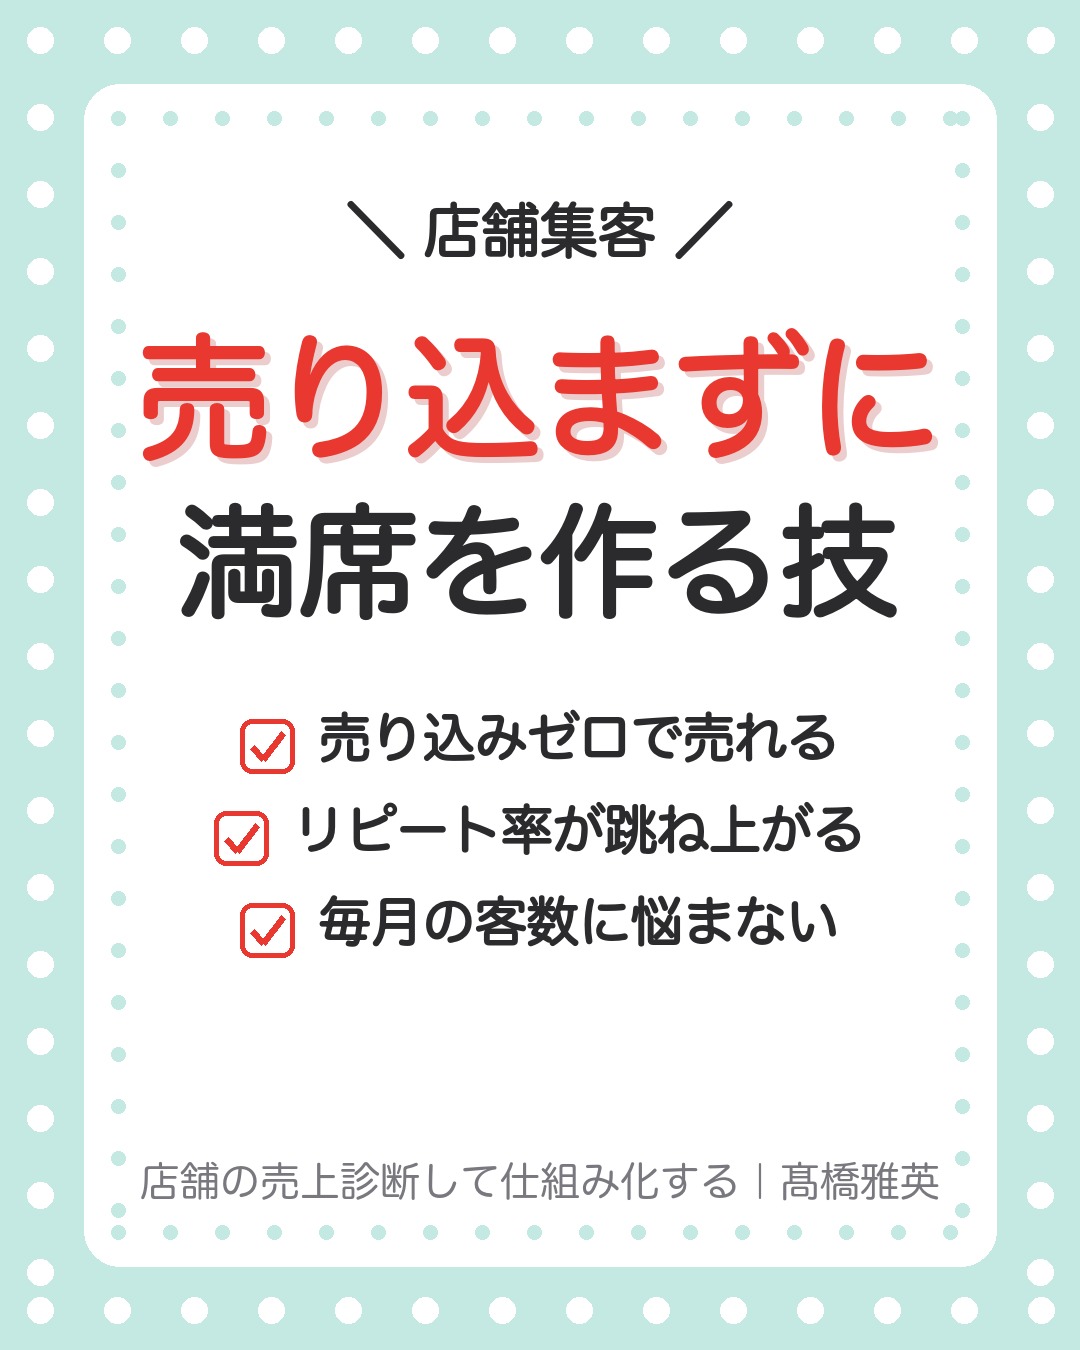 \ 店舗集客 /
売り込まずに
満席を作る技
売り込みゼロで売れる
リピート率が跳ね上がる
毎月の客数に悩まない
店舗の売上診断して仕組み化する｜髙橋雅英